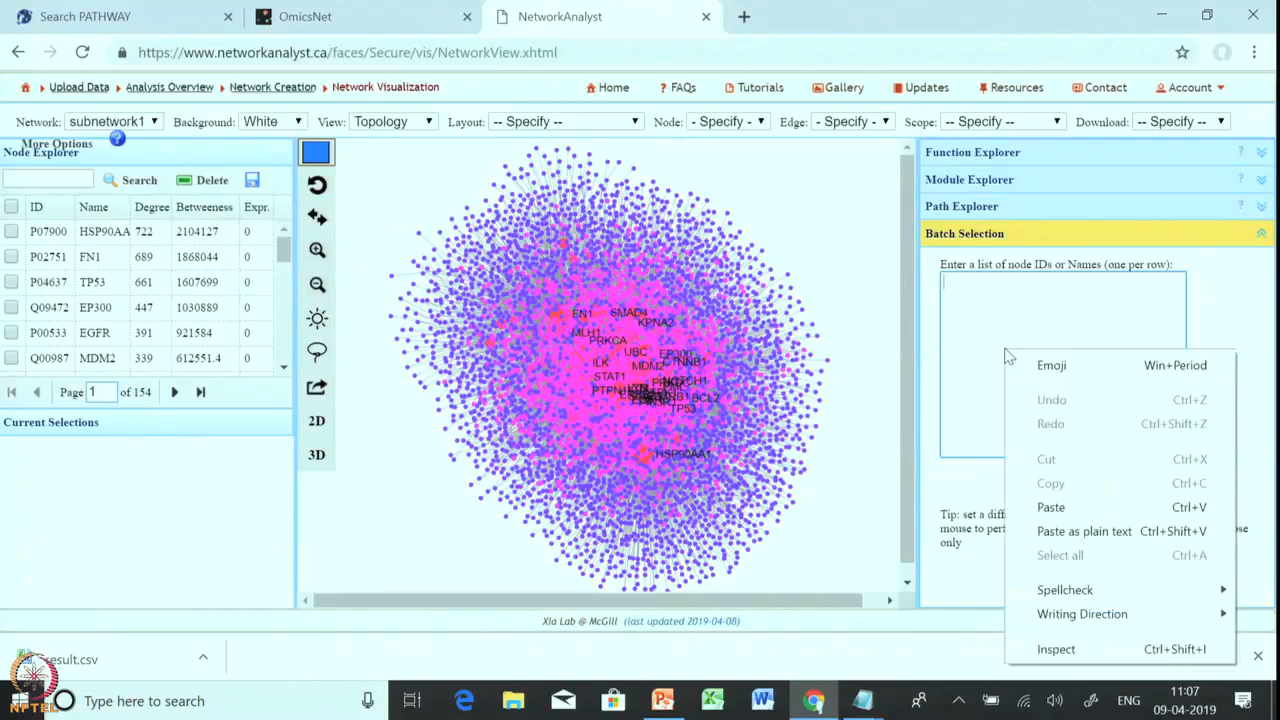 Search PATHWAY
OmicsNet
NetworkAnalyst
https://www.networkanalyst.ca/faces/Secure/vis/NetworkView.xhtml
Upload Data Analysis Overview Network Creation Network Visualization
Home ? FAQs Tutorials Gallery Updates Resources Contact Account
Network: subnetwork1 Background: White View: Topology Layout: -- Specify -- Node: - Specify - Edge: - Specify - Scope: -- Specify -- Download: -- Specify --
More Options ?
Node Explorer
Search Delete
ID Name Degree Betweeness Expr.
P07900 HSP90AA 722 2104127 0
P02751 FN1 689 1868044 0
P04637 TP53 661 1607699 0
Q09472 EP300 447 1030889 0
P00533 EGFR 391 921584 0
Q00987 MDM2 339 612551.4 0
Page 1 of 154
Current Selections
2D
3D
FN1
SMAD4
KPNA2
MLH1
PRKCA
UBC
EP300
ILK
MDM2
CTNNB1
STAT1
NOTCH1
BCL2
TP53
HSP90AA1
Function Explorer ?
Module Explorer ?
Path Explorer ?
Batch Selection
Enter a list of node IDs or Names (one per row):
Tip: set a diff
mouse to perf
only
Emoji Win+Period
Undo Ctrl+Z
Redo Ctrl+Shift+Z
Cut Ctrl+X
Copy Ctrl+C
Paste Ctrl+V
Paste as plain text Ctrl+Shift+V
Select all Ctrl+A
Spellcheck
Writing Direction
Inspect Ctrl+Shift+I
Xia Lab @ McGill (last updated 2019-04-08)
result.csv
NPTEL
Type here to search
ENG
11:07
09-04-2019